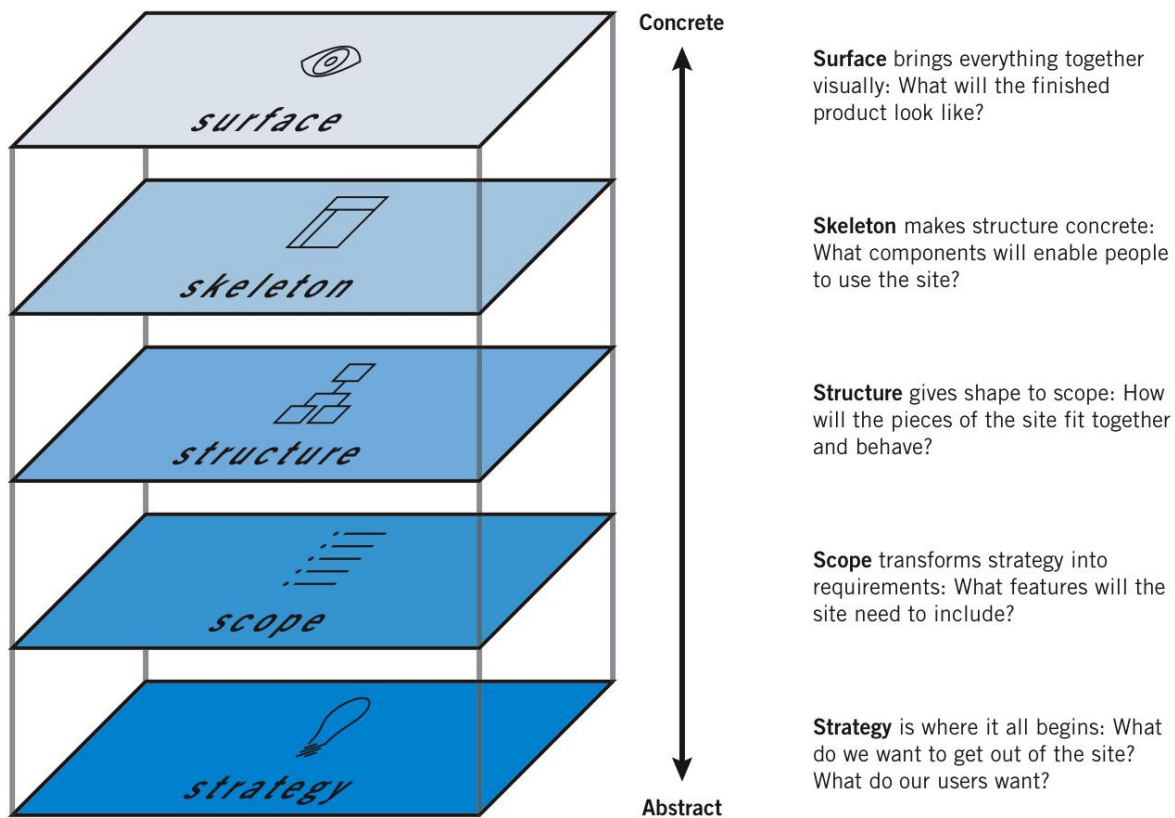 Concrete
surface
Surface brings everything together
visually: What will the finished
product look like?
skeleton
Skeleton makes structure concrete:
What components will enable people
to use the site?
structure
Structure gives shape to scope: How
will the pieces of the site fit together
and behave?
scope
Scope transforms strategy into
requirements: What features will the
site need to include?
strategy
Strategy is where it all begins: What
do we want to get out of the site?
What do our users want?
Abstract